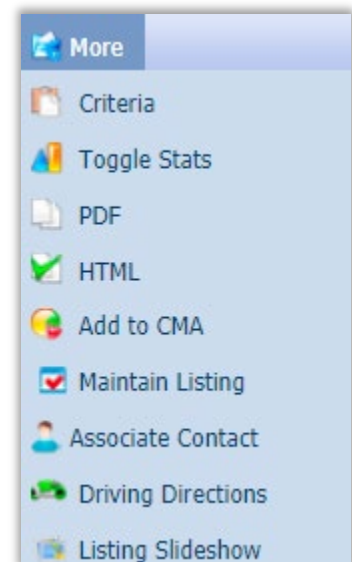 More
Criteria
Toggle Stats
PDF
HTML
Add to CMA
Maintain Listing
Associate Contact
Driving Directions
Listing Slideshow